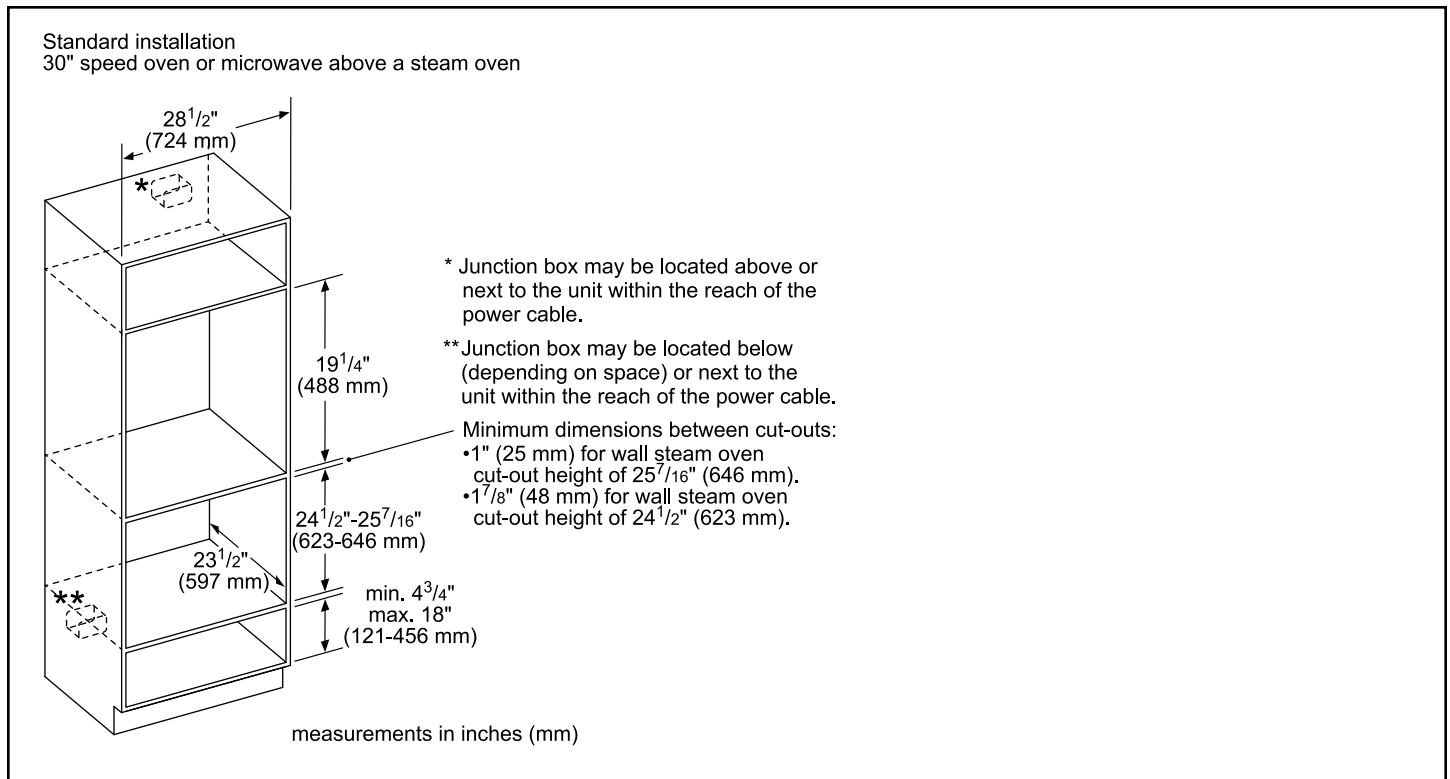 Standard installation
30" speed oven or microwave above a steam oven
28 1/2"
(724 mm)
*
* Junction box may be located above or
next to the unit within the reach of the
power cable.
** Junction box may be located below
(depending on space) or next to the
unit within the reach of the power cable.
19 1/4"
(488 mm)
Minimum dimensions between cut-outs:
•1" (25 mm) for wall steam oven
cut-out height of 25 7/16" (646 mm).
•1 7/8" (48 mm) for wall steam oven
cut-out height of 24 1/2" (623 mm).
24 1/2"-25 7/16"
(623-646 mm)
23 1/2"
(597 mm)
**
min. 4 3/4"
max. 18"
(121-456 mm)
measurements in inches (mm)